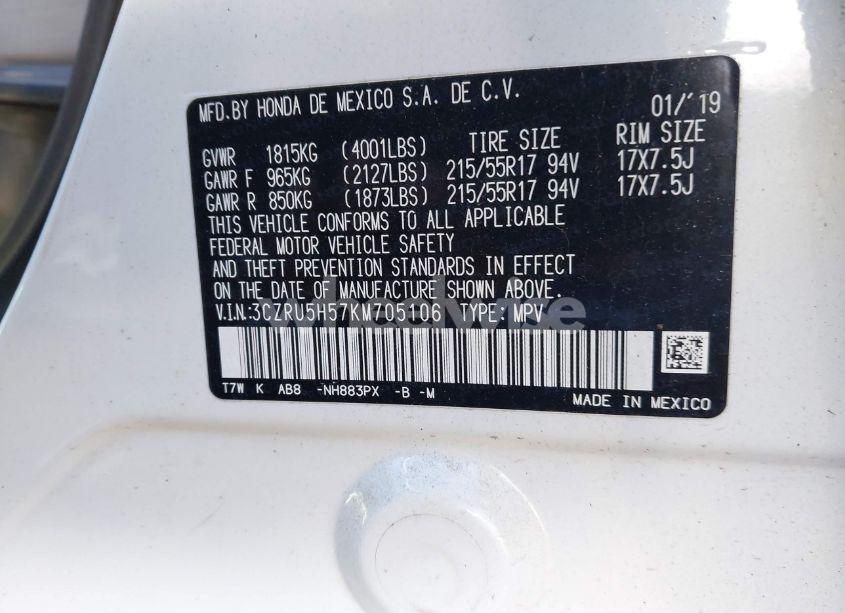 MFD.BY HONDA DE MEXICO S.A. DE C.V. 01/'19
GVWR 1815KG (4001LBS) TIRE SIZE RIM SIZE
GAWR F 965KG (2127LBS) 215/55R17 94V 17X7.5J
GAWR R 850KG (1873LBS) 215/55R17 94V 17X7.5J
THIS VEHICLE CONFORMS TO ALL APPLICABLE
FEDERAL MOTOR VEHICLE SAFETY
AND THEFT PREVENTION STANDARDS IN EFFECT
ON THE DATE OF MANUFACTURE SHOWN ABOVE.
V.I.N:3CZRU5H57KM705106 TYPE: MPV
wheelwise
T7W K AB8 -NH883PX -B -M
MADE IN MEXICO